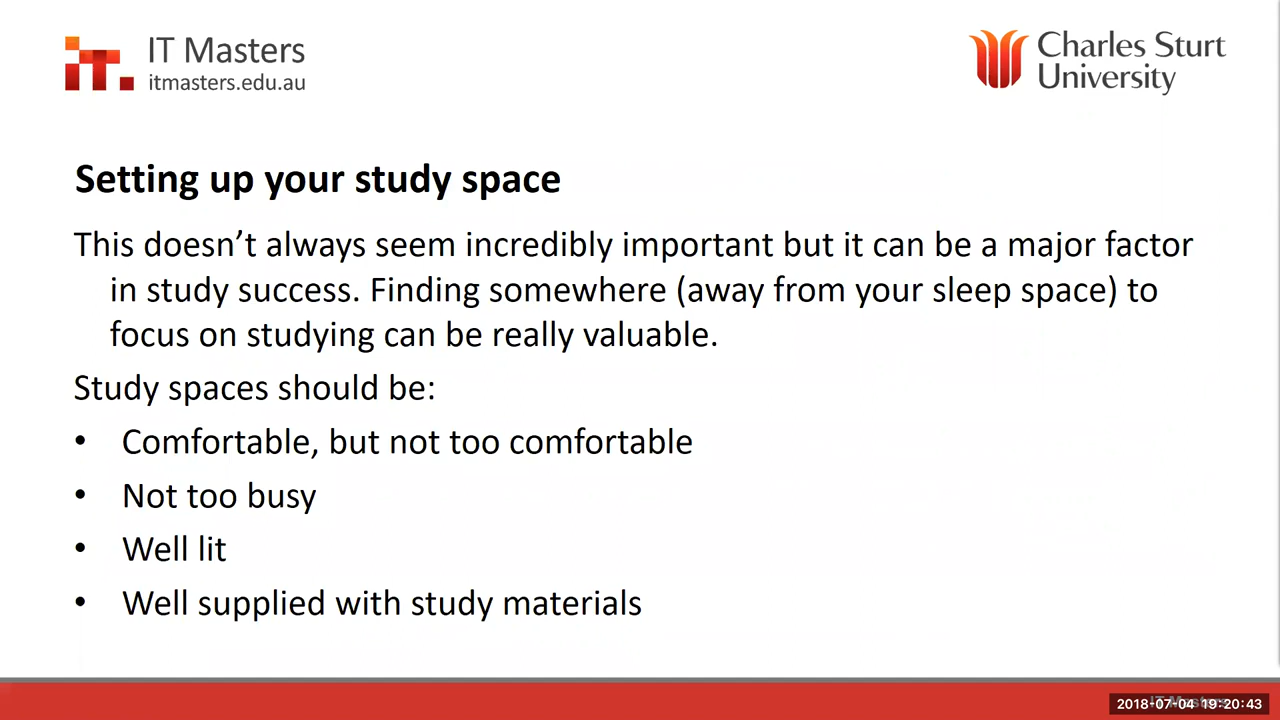 IT Masters
itmasters.edu.au
Charles Sturt
University
Setting up your study space
This doesn’t always seem incredibly important but it can be a major factor
in study success. Finding somewhere (away from your sleep space) to
focus on studying can be really valuable.
Study spaces should be:
• Comfortable, but not too comfortable
• Not too busy
• Well lit
• Well supplied with study materials
IT Masters
2018-07-04 19:20:43